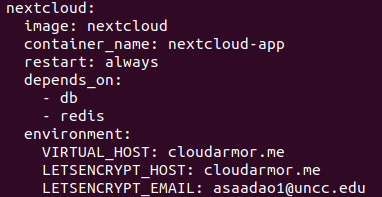 nextcloud:
  image: nextcloud
  container_name: nextcloud-app
  restart: always
  depends_on:
    - db
    - redis
  environment:
    VIRTUAL_HOST: cloudarmor.me
    LETSENCRYPT_HOST: cloudarmor.me
    LETSENCRYPT_EMAIL: asaadao1@uncc.edu